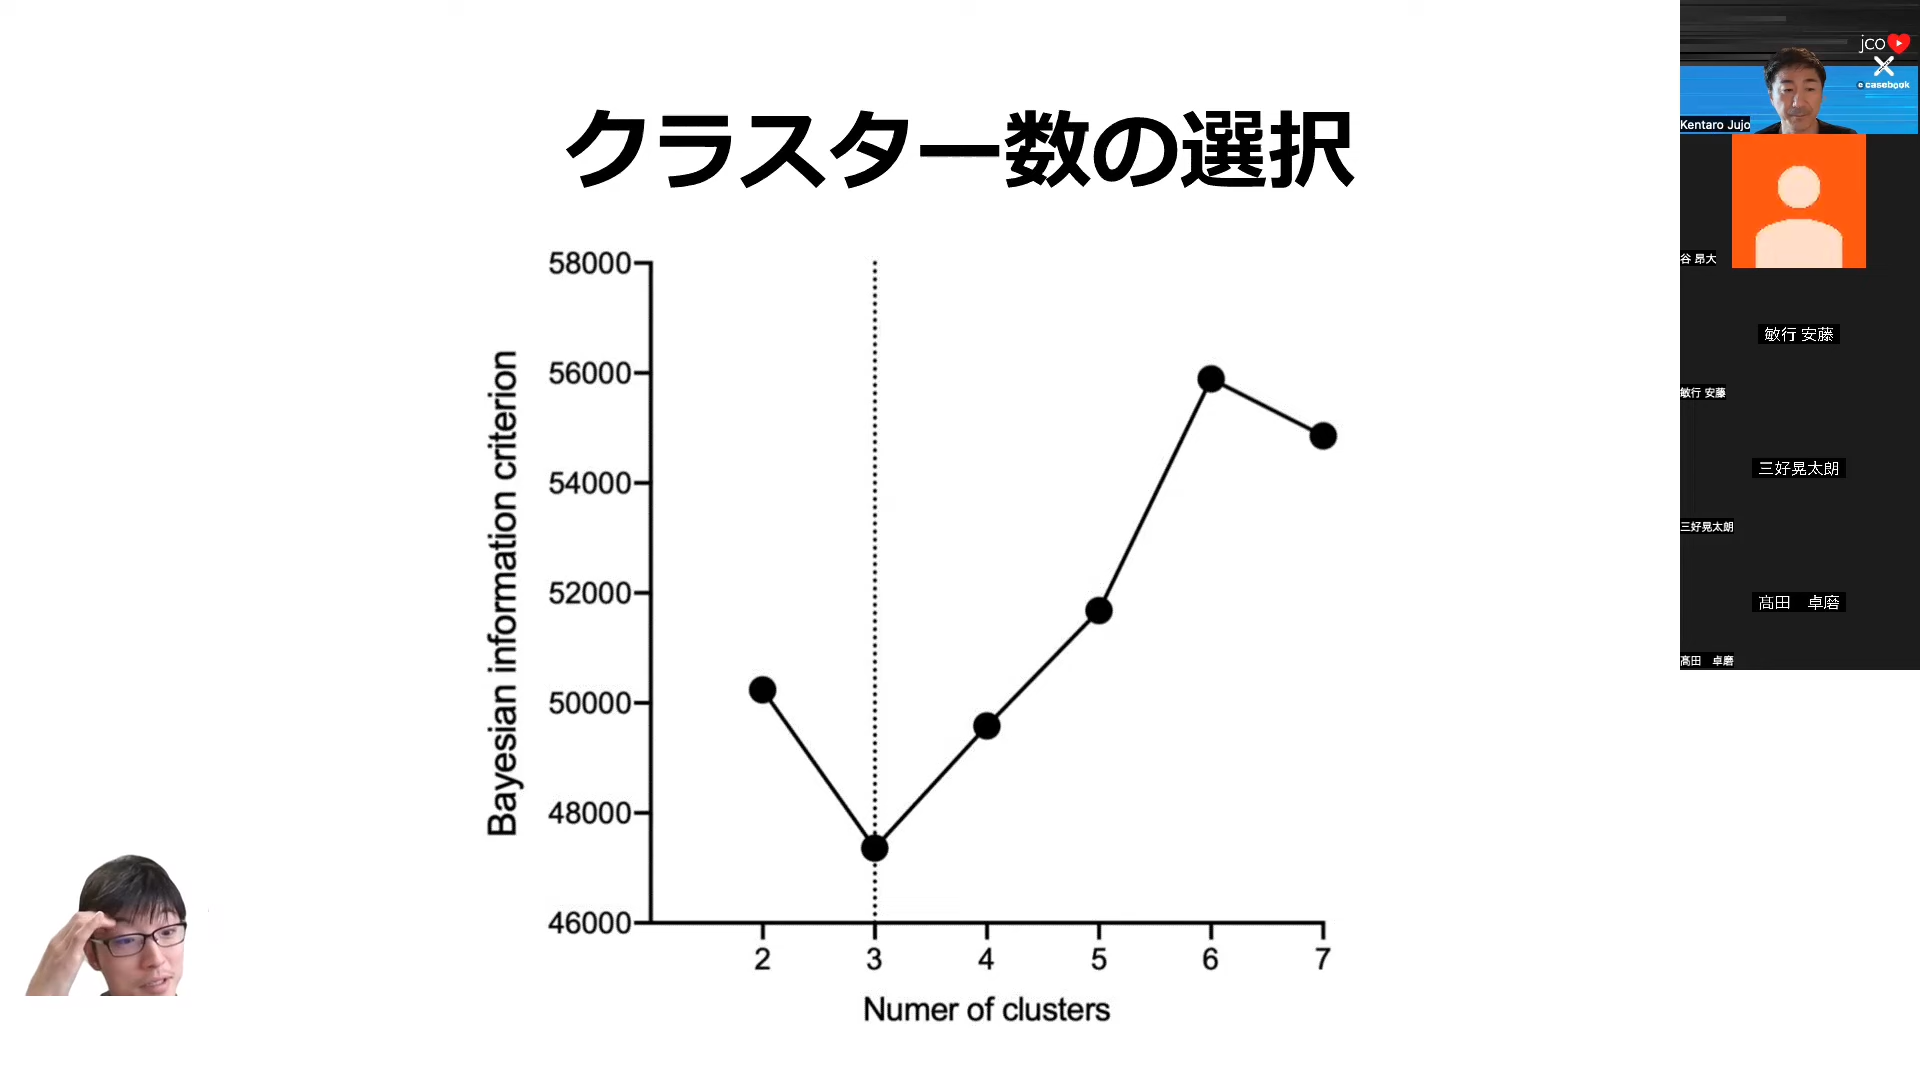 クラスター数の選択
58000
56000
54000
52000
50000
48000
46000
Bayesian information criterion
2 3 4 5 6 7
Numer of clusters
jco
e casebook
Kentaro Jujo
谷 昂大
敏行 安藤
敏行 安藤
三好晃太朗
三好晃太朗
髙田　卓磨
髙田　卓磨